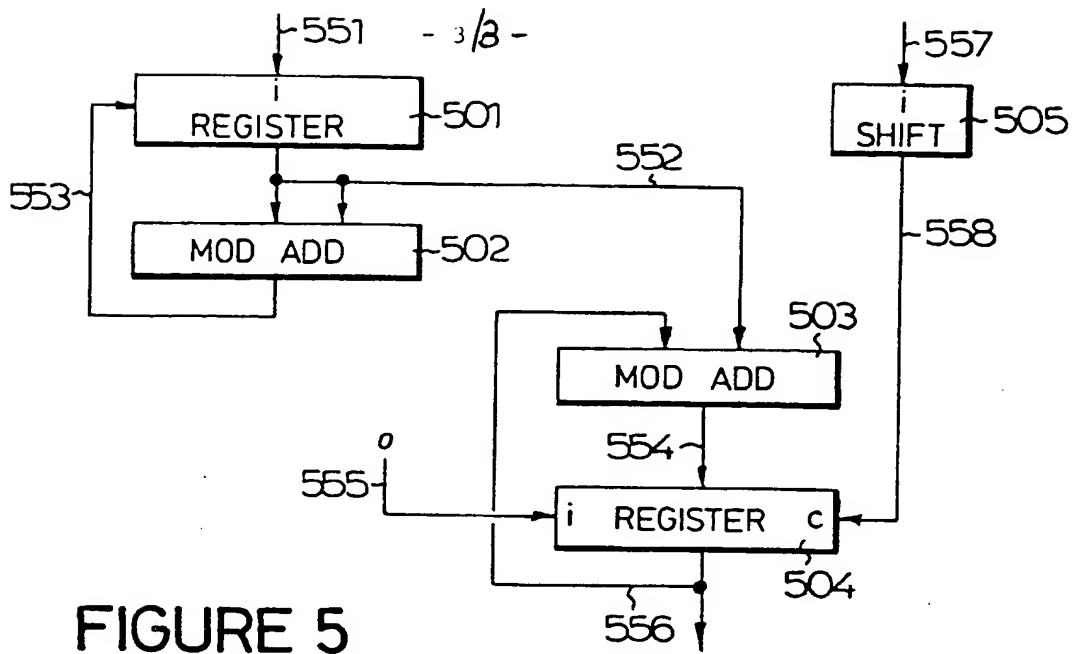 551
- 3/8 -
557
i
REGISTER
501
i
SHIFT
505
552
553
558
MOD ADD
502
503
MOD ADD
0
554
555
i REGISTER c
504
556
FIGURE 5